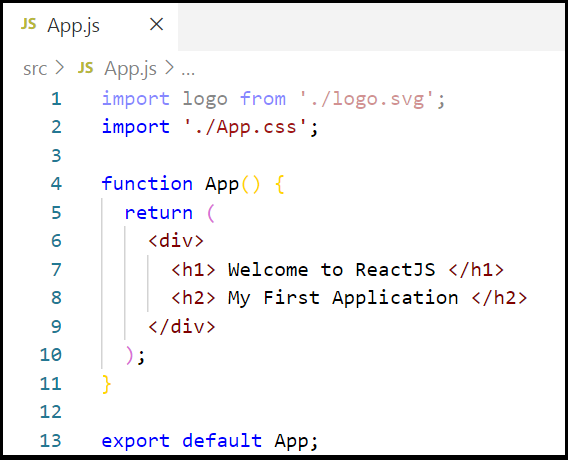 JS App.js ×
src > JS App.js > ...
1 import logo from './logo.svg';
2 import './App.css';
3
4 function App() {
5   return (
6     <div>
7       <h1> Welcome to ReactJS </h1>
8       <h2> My First Application </h2>
9     </div>
10   );
11 }
12
13 export default App;